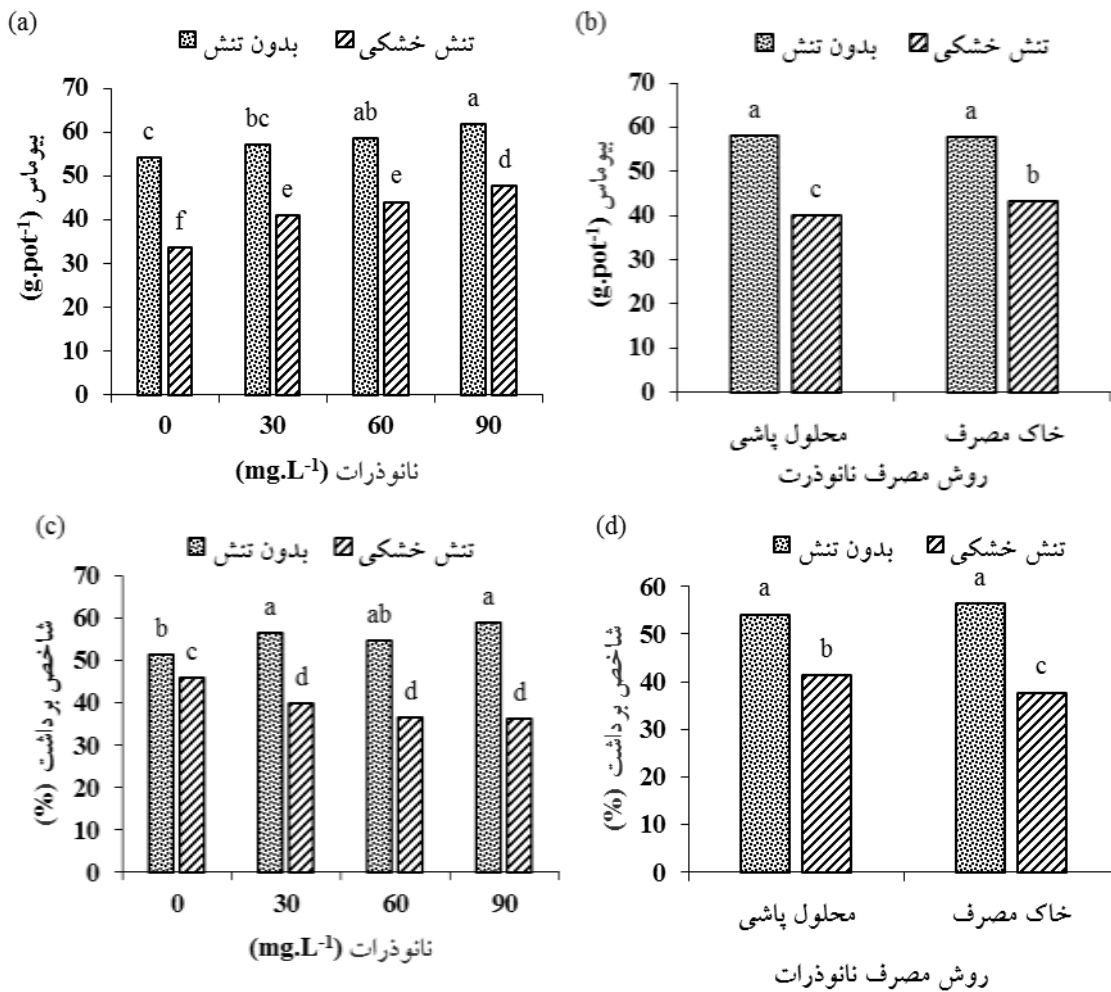 (a)
بدون تنش تنش خشکی
بیوماس (g.pot-1)
70
60
50
40
30
20
10
0
c f bc e ab e a d
0 30 60 90
نانوذرات (mg.L-1)
(b)
بدون تنش تنش خشکی
بیوماس (g.pot-1)
70
60
50
40
30
20
10
0
a c a b
محلول پاشی خاک مصرف
روش مصرف نانوذرت
(c)
بدون تنش تنش خشکی
شاخص برداشت (%)
70
60
50
40
30
20
10
0
b c a d ab d a d
0 30 60 90
نانوذرات (mg.L-1)
(d)
بدون تنش تنش خشکی
شاخص برداشت (%)
60
50
40
30
20
10
0
a b a c
محلول پاشی خاک مصرف
روش مصرف نانوذرات